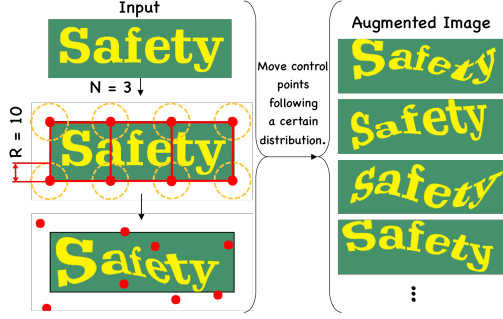 Input
Safety
N = 3
R = 10
Safety
Safety
Move control
points
following
a certain
distribution.
Augmented Image
Safety
Safety
Safety
Safety